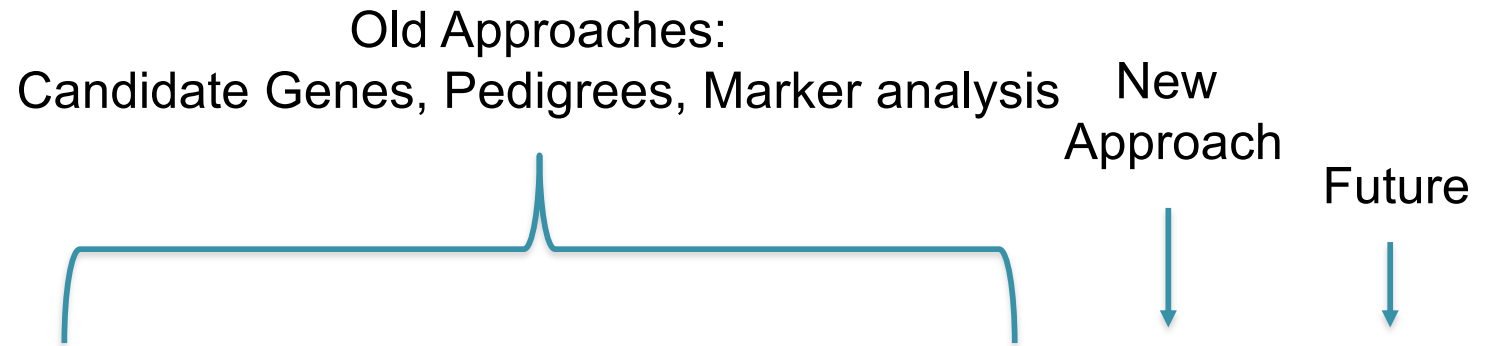 Old Approaches:
Candidate Genes, Pedigrees, Marker analysis
New
Approach
Future